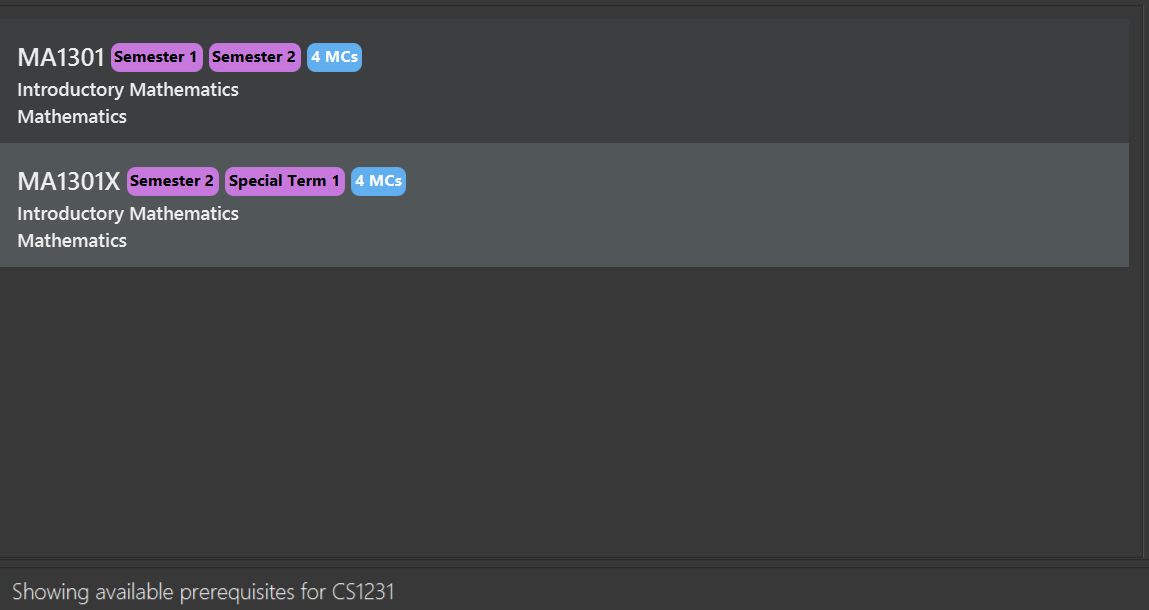 MA1301 Semester 1 Semester 2 4 MCs
Introductory Mathematics
Mathematics
MA1301X Semester 2 Special Term 1 4 MCs
Introductory Mathematics
Mathematics
Showing available prerequisites for CS1231